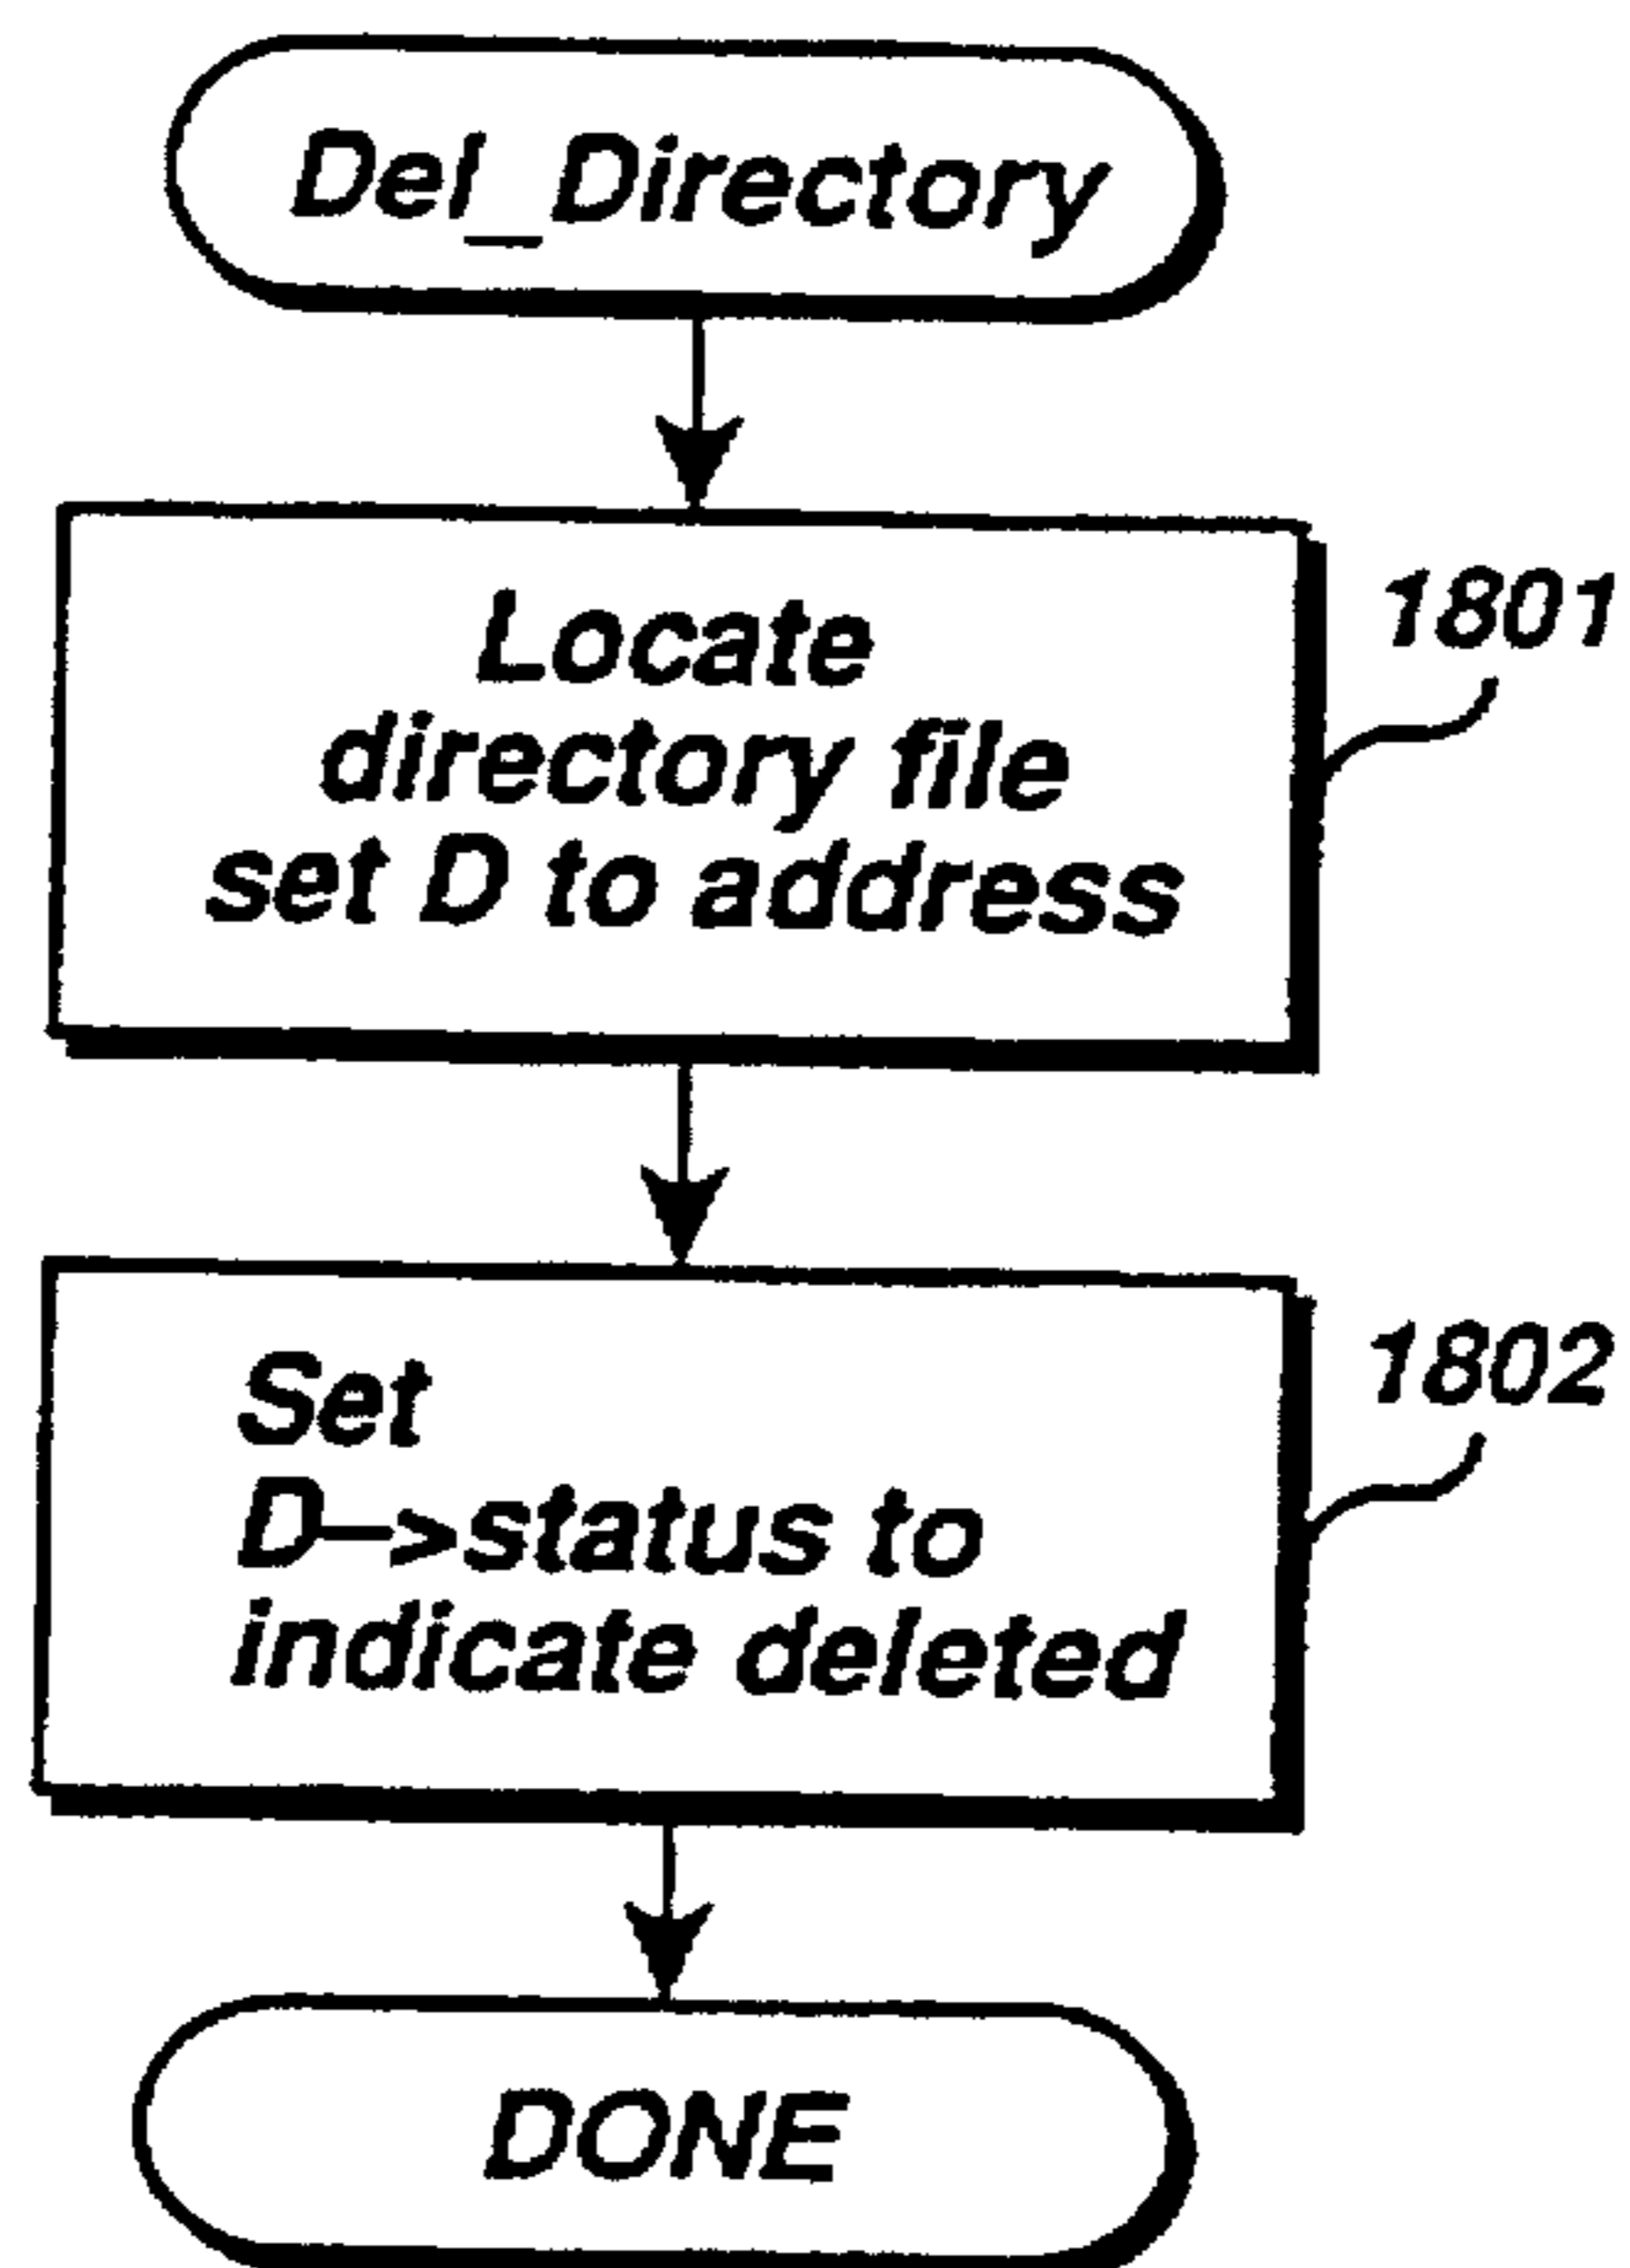 Del_Directory
Locate
directory file
set D to address
1801
Set
D—>status to
indicate deleted
1802
DONE